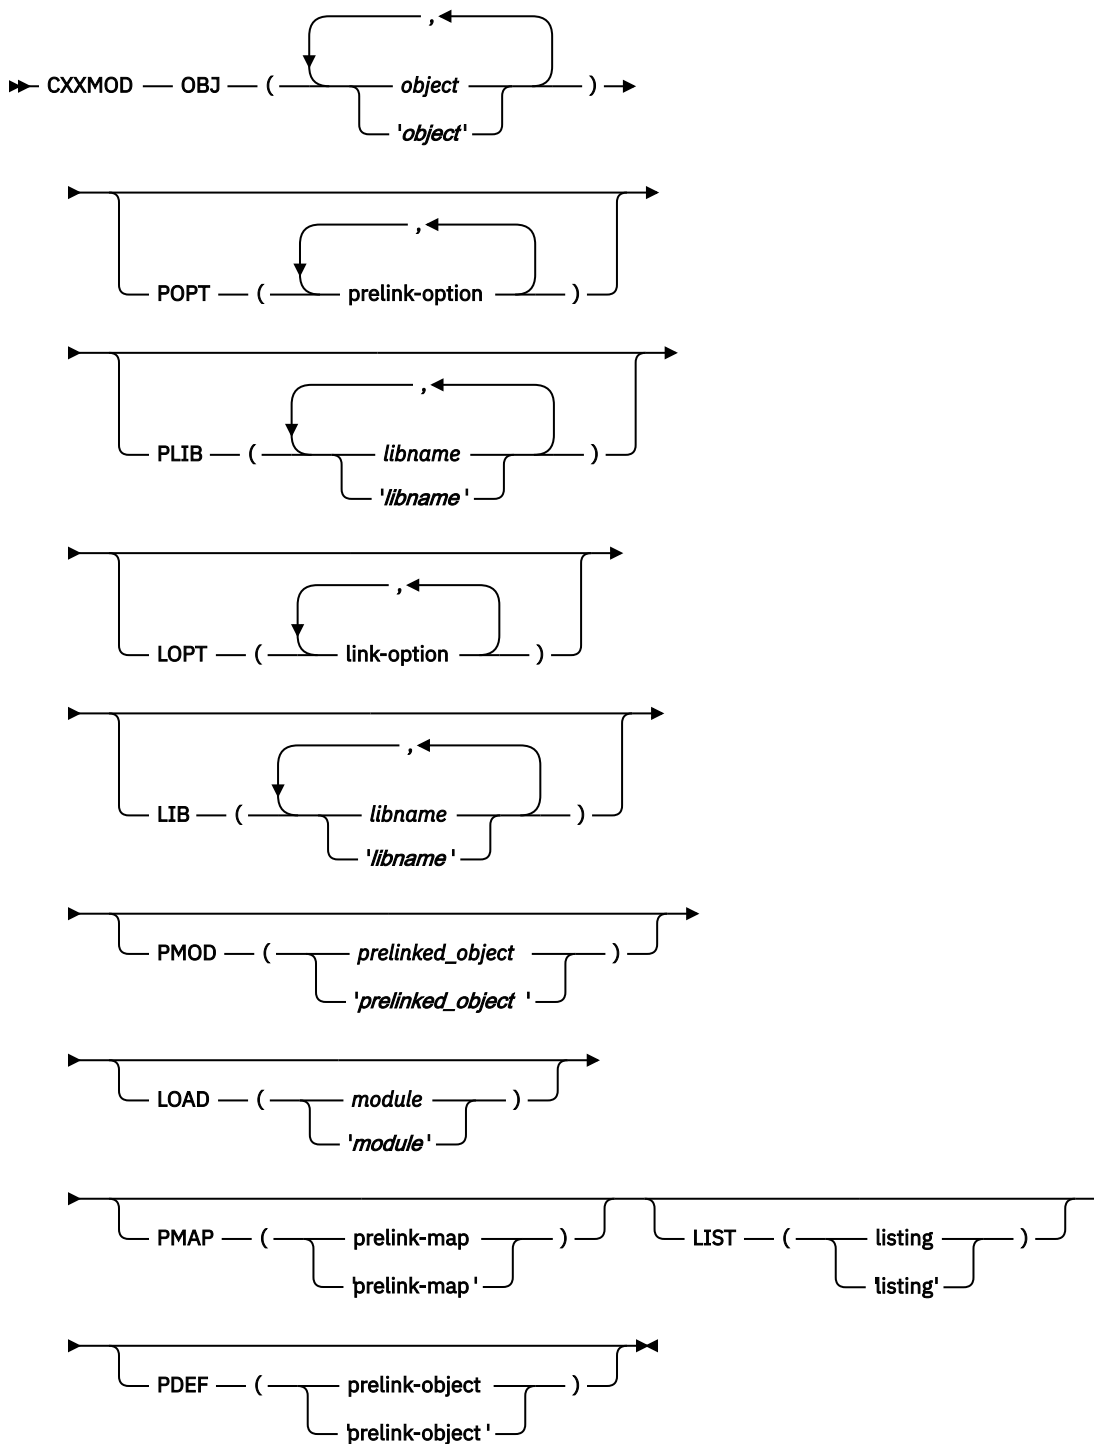 ,
CXXMOD OBJ ( object )
'object'
,
POPT ( prelink-option )
,
PLIB ( libname )
'libname'
,
LOPT ( link-option )
,
LIB ( libname )
'libname'
PMOD ( prelinked_object )
'prelinked_object'
LOAD ( module )
'module'
PMAP ( prelink-map ) LIST ( listing )
'prelink-map' 'listing'
PDEF ( prelink-object )
'prelink-object'